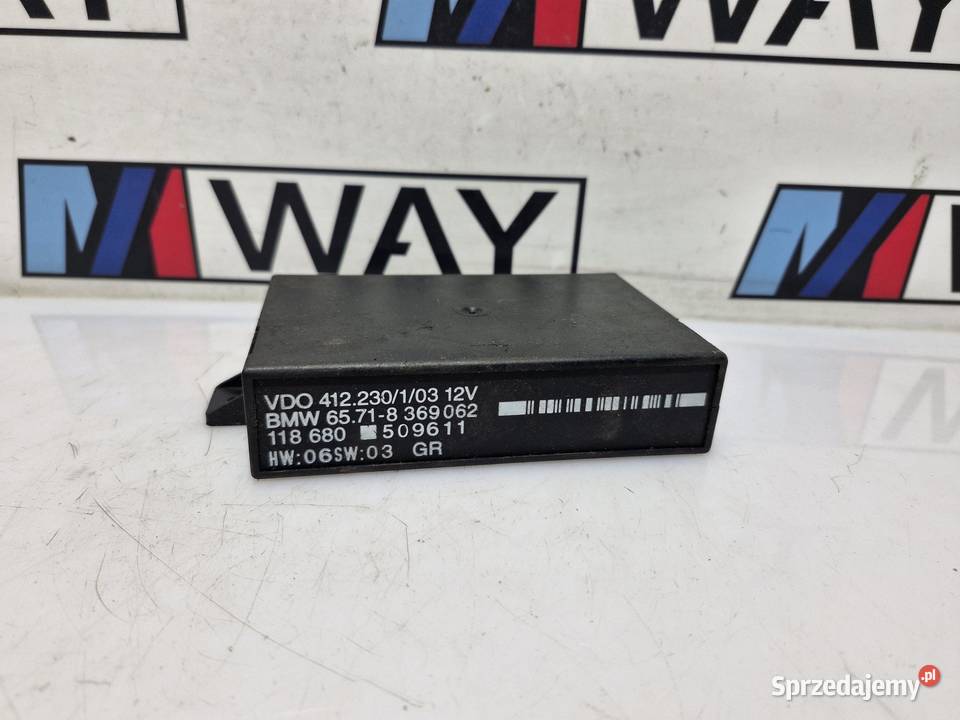 WAY
WAY
WAY
VDO 412.230/1/03 12V
BMW 65.71-8 369 062
118 680 509611
HW:06SW:03 GR
Sprzedajemy.pl